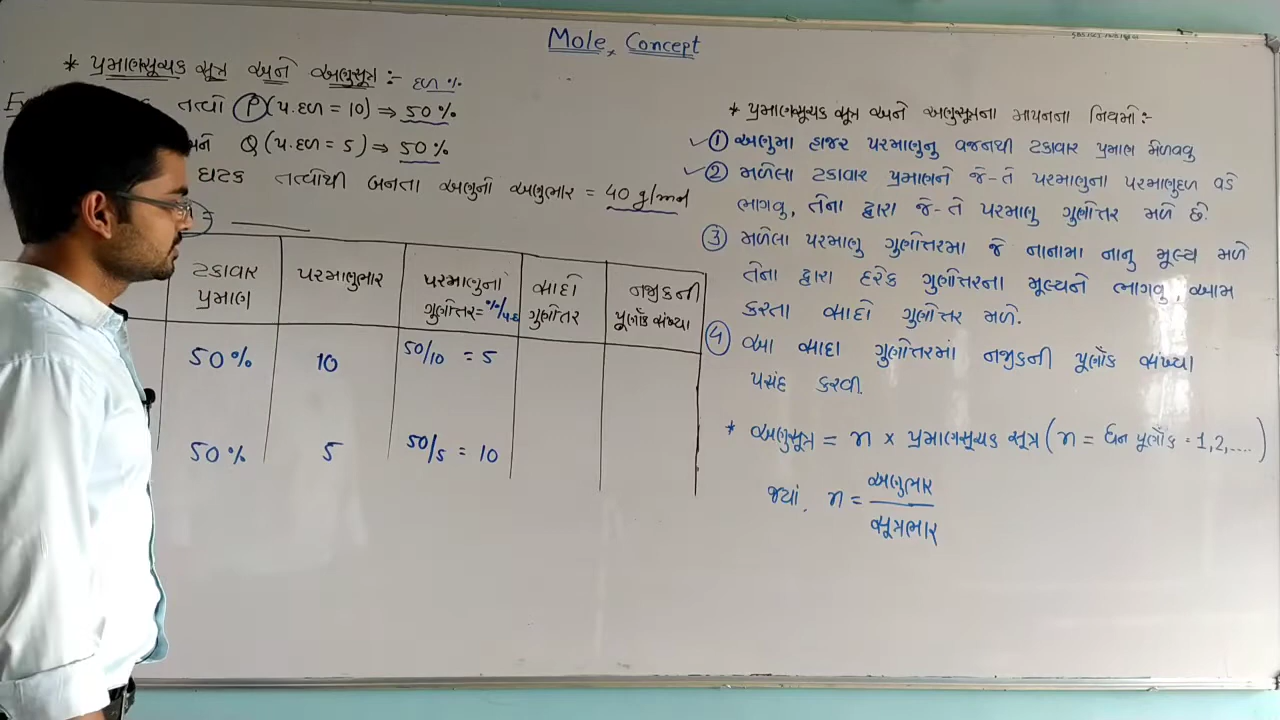 Mole Concept
* પ્રમાણસૂચક સૂત્ર અને અણુસૂત્ર :- દળ %
તત્વો P (પ.દળ = 10) ⇒ 50 %
Q (પ.દળ = 5) ⇒ 50 %
ઘટક તત્વોથી બનતા અણુનો અણુભાર = 40 g/mol
ટકાવાર પ્રમાણ
પરમાણુભાર
પરમાણુનાં ગુણોત્તર = %/પ.દ
સાદો ગુણોત્તર
નજીકની પૂર્ણાંક સંખ્યા
50 %
10
50/10 = 5
50 %
5
50/5 = 10
* પ્રમાણસૂચક સૂત્ર અને અણુસૂત્રના માપનના નિયમો :-
① અણુમા હાજર પરમાણુનુ વજનથી ટકાવાર પ્રમાણ મેળવવુ
② મળેલા ટકાવાર પ્રમાણને જે-તે પરમાણુના પરમાણુદળ વડે
ભાગવુ, તેના દ્વારા જે-તે પરમાણુ ગુણોત્તર મળે છે.
③ મળેલા પરમાણુ ગુણોત્તરમા જે નાનામા નાનુ મૂલ્ય મળે
તેના દ્વારા દરેક ગુણોત્તરના મૂલ્યને ભાગવુ, આમ
કરતા સાદો ગુણોત્તર મળે.
④ આ સાદા ગુણોત્તરમાં નજીકની પૂર્ણાંક સંખ્યા
પસંદ કરવી.
* અણુસૂત્ર = n × પ્રમાણસૂચક સૂત્ર (n = ધન પૂર્ણાંક = 1,2,....)
જ્યાં, n = અણુભાર
સૂત્રભાર